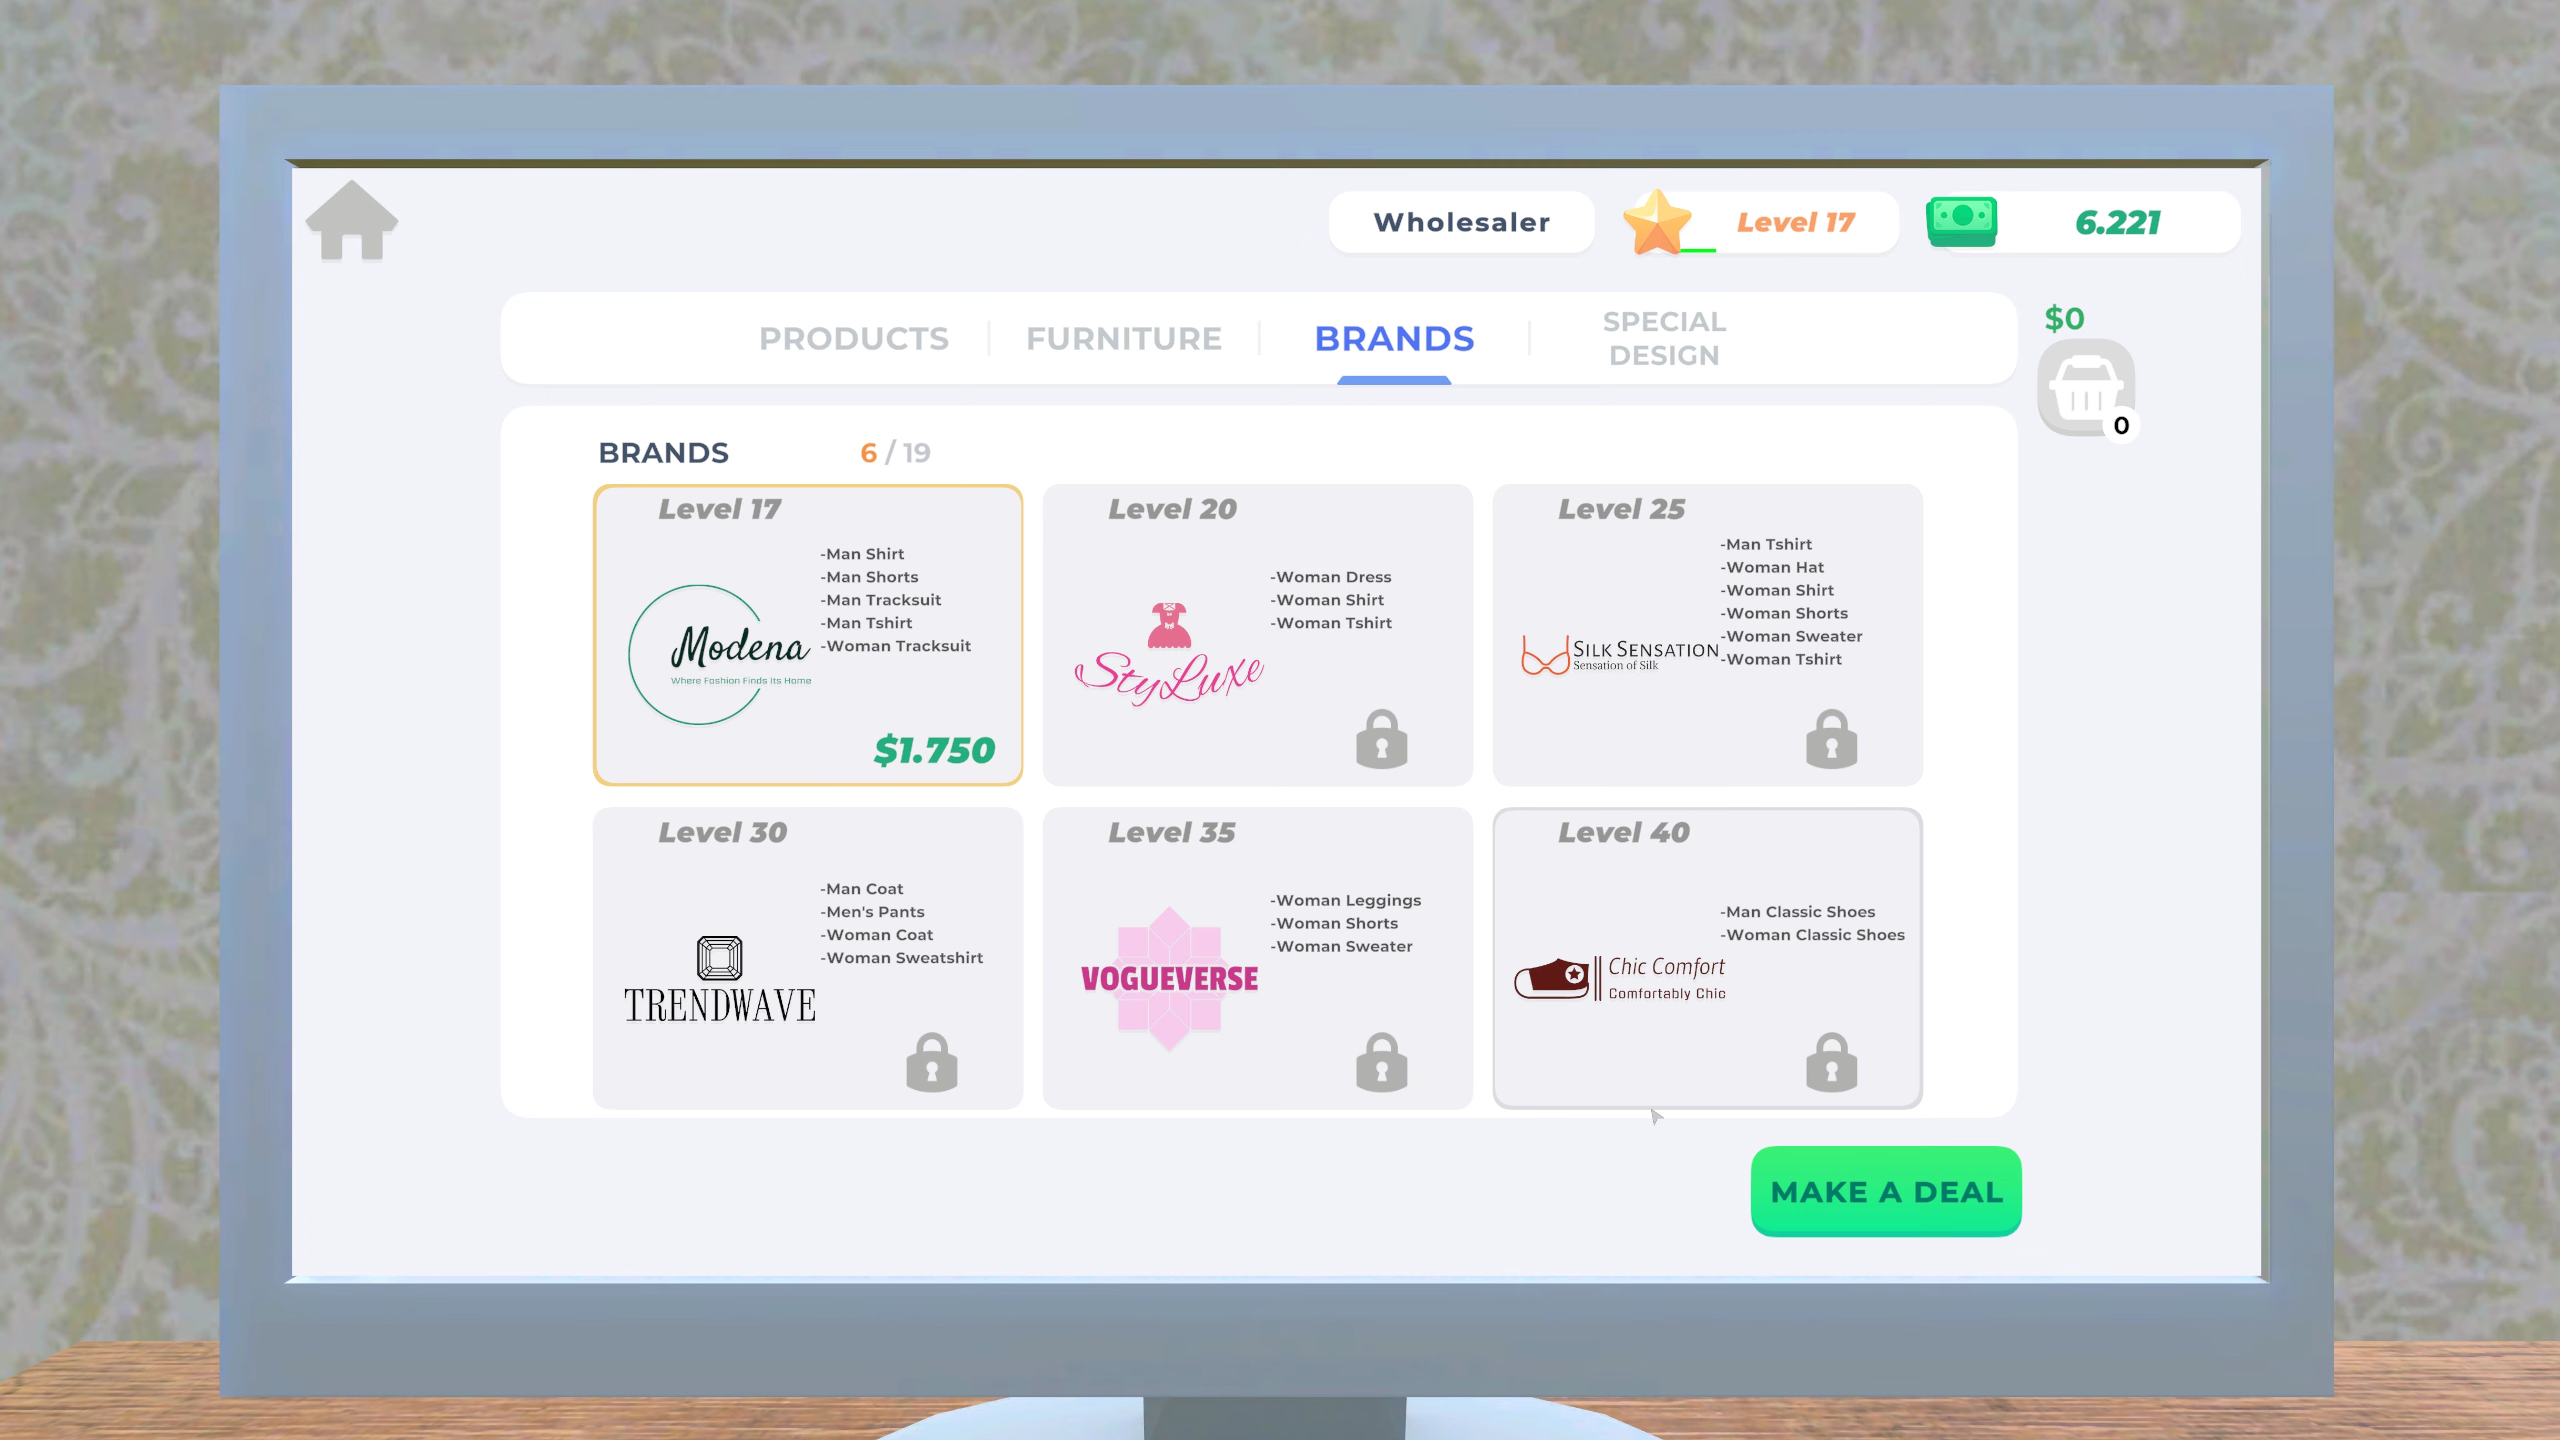 Wholesaler
Level 17
6.221
PRODUCTS
FURNITURE
BRANDS
SPECIAL
DESIGN
$0
0
BRANDS
6 / 19
Level 17
-Man Shirt
-Man Shorts
-Man Tracksuit
-Man Tshirt
-Woman Tracksuit
Modena
Where Fashion Finds Its Home
$1.750
Level 20
-Woman Dress
-Woman Shirt
-Woman Tshirt
StyLuxe
Level 25
-Man Tshirt
-Woman Hat
-Woman Shirt
-Woman Shorts
-Woman Sweater
-Woman Tshirt
SILK SENSATION
Sensation of Silk
Level 30
-Man Coat
-Men's Pants
-Woman Coat
-Woman Sweatshirt
TRENDWAVE
Level 35
-Woman Leggings
-Woman Shorts
-Woman Sweater
VOGUEVERSE
Level 40
-Man Classic Shoes
-Woman Classic Shoes
Chic Comfort
Comfortably Chic
MAKE A DEAL